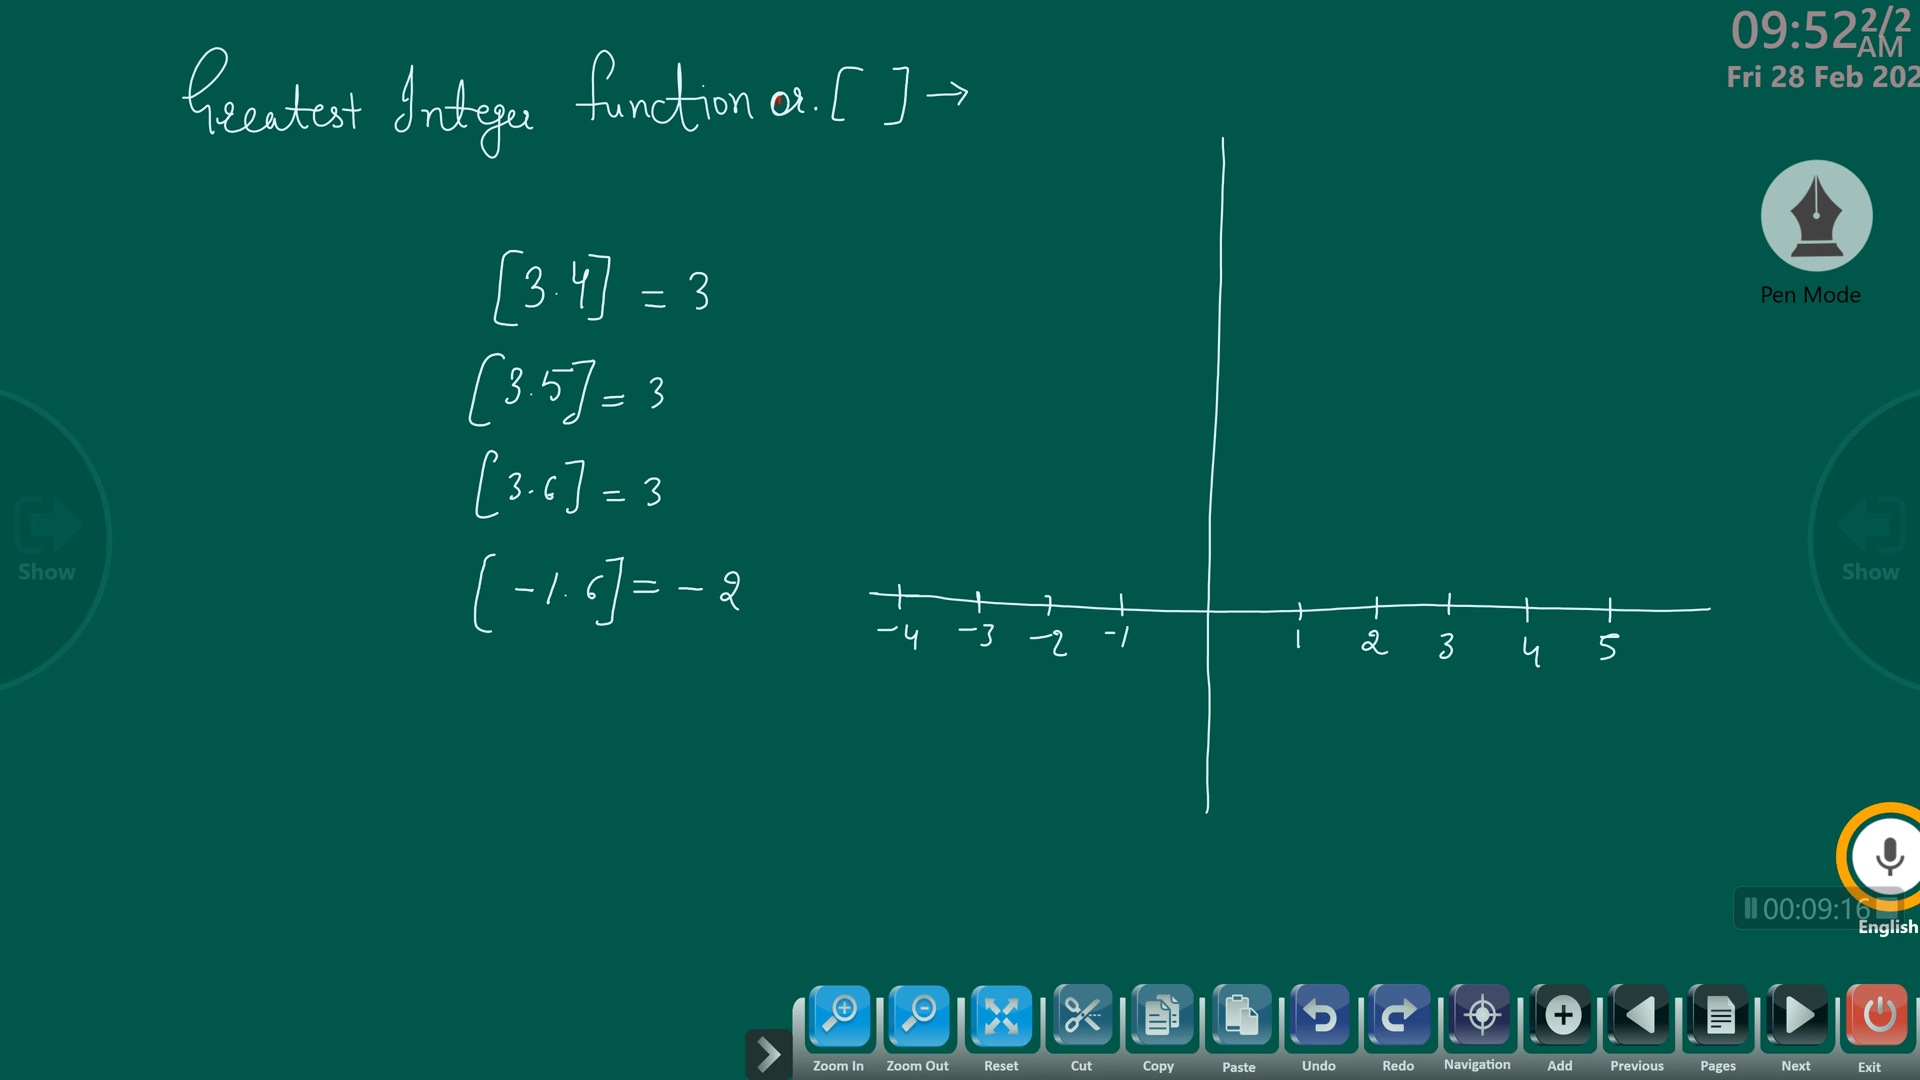 09:52 AM 2/2
Fri 28 Feb 202
Greatest Integer function or. [ ] →
[3.4] = 3
[3.5] = 3
[3.6] = 3
[-1.6] = -2
-4 -3 -2 -1 1 2 3 4 5
Pen Mode
Show
Show
00:09:16
English
Zoom In Zoom Out Reset Cut Copy Paste Undo Redo Navigation Add Previous Pages Next Exit